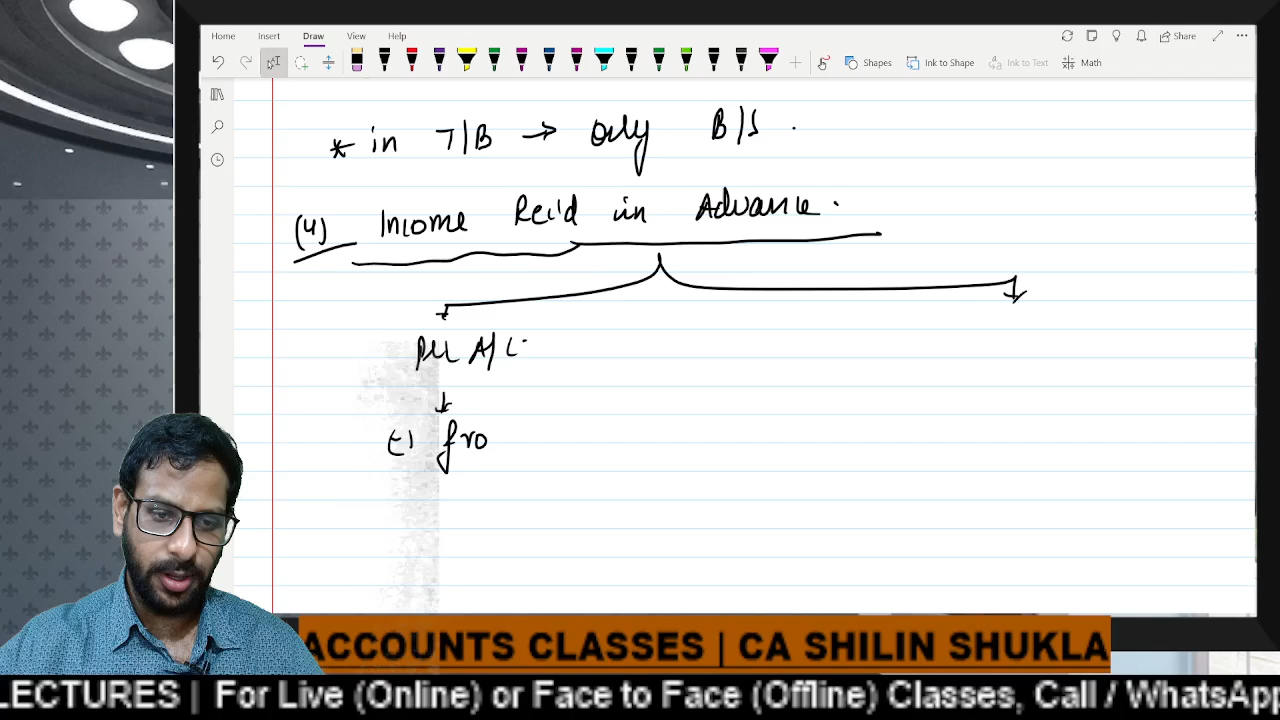 Home Insert Draw View Help
Share
Shapes Ink to Shape Ink to Text Math
* in T/B → only B/S .
(4) Income Rec'd in Advance.
P&L A/C
(-) fro
ACCOUNTS CLASSES | CA SHILIN SHUKLA
LECTURES | For Live (Online) or Face to Face (Offline) Classes, Call / WhatsApp